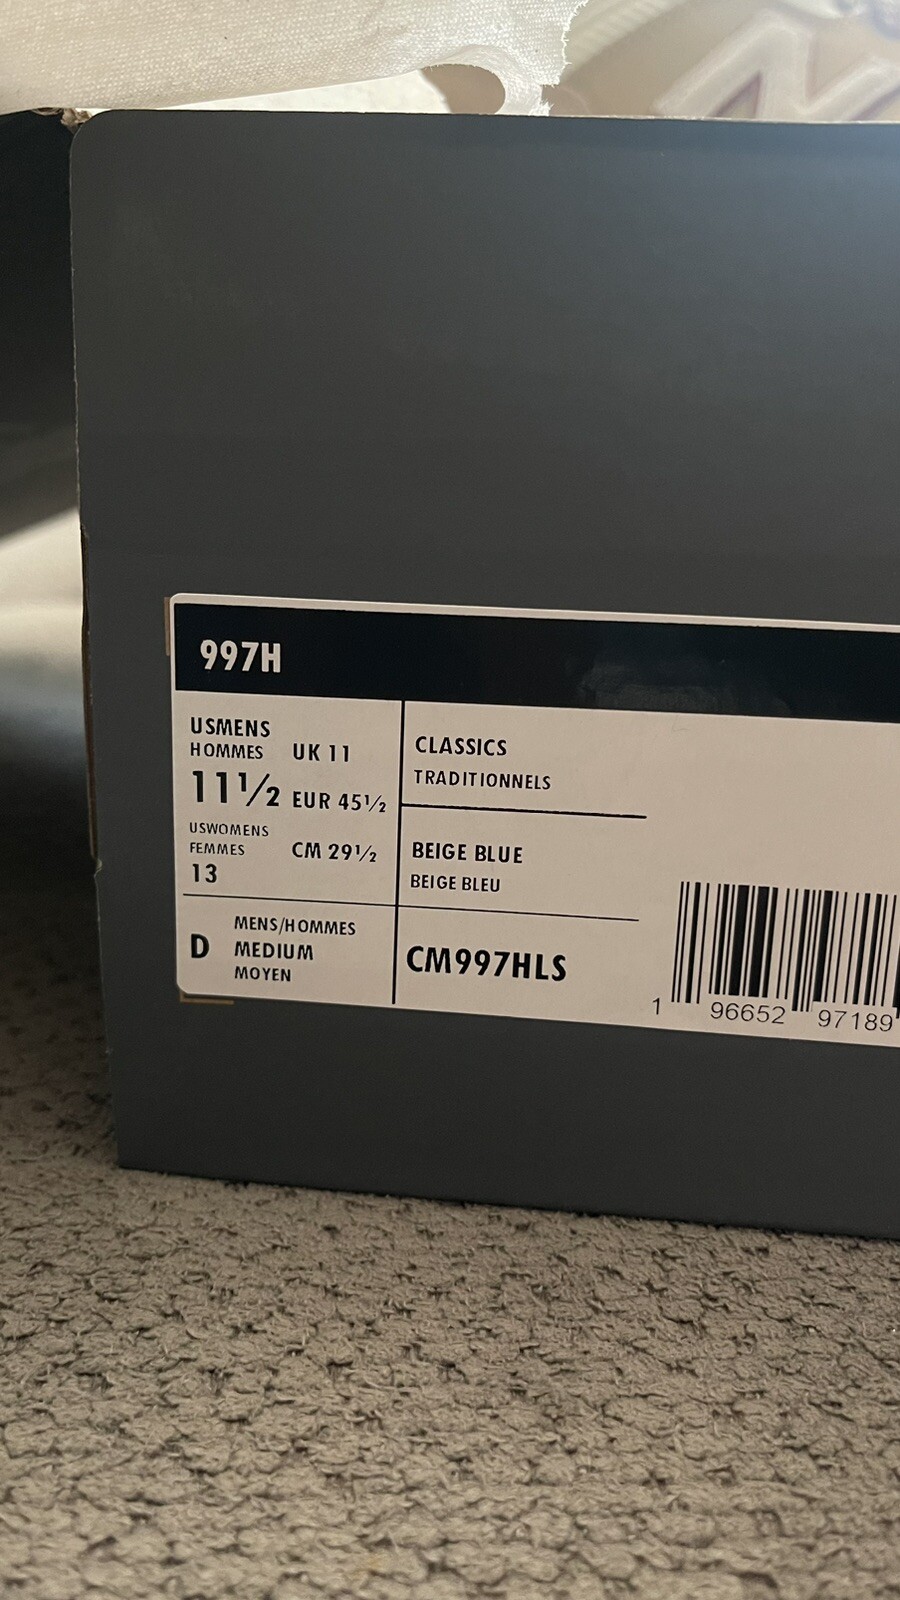 997H
USMENS
HOMMES UK 11
11½ EUR 45½
USWOMENS
FEMMES CM 29½
13
D MENS/HOMMES
MEDIUM
MOYEN
CLASSICS
TRADITIONNELS
BEIGE BLUE
BEIGE BLEU
CM997HLS
1 96652 97189